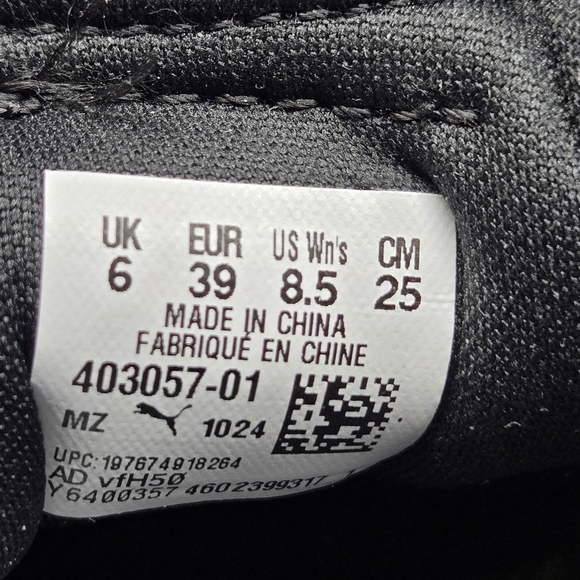 UK EUR US Wn's CM
6 39 8.5 25
MADE IN CHINA
FABRIQUÉ EN CHINE
403057-01
MZ 1024
UPC: 197674918264
AD vfH50
Y6400357 4602399317